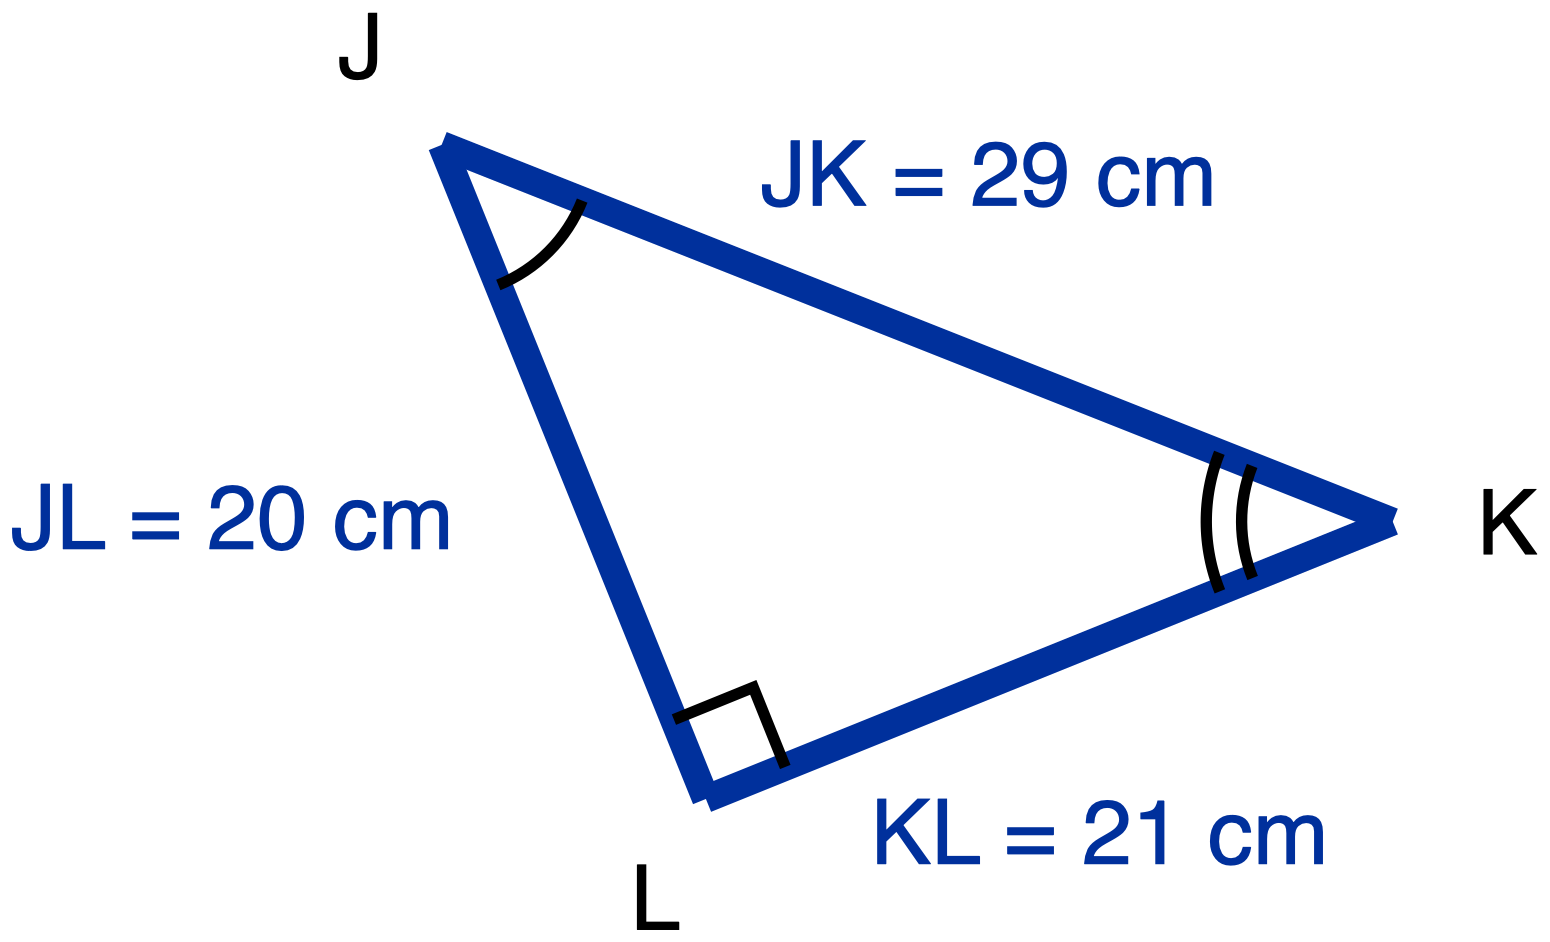 J
JK = 29 cm
JL = 20 cm
K
KL = 21 cm
L